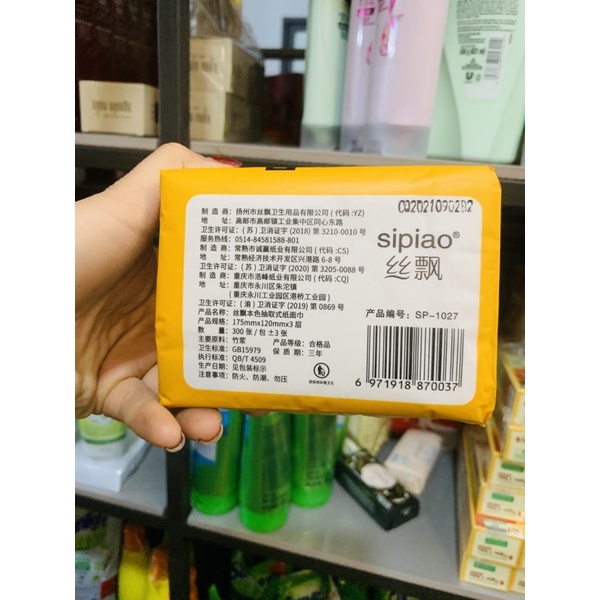 CQ20210902B2
制 造 商：扬州市丝飘卫生用品有限公司 ( 代码:YZ)
地　　址：高邮市高邮镇工业集中区同心东路
卫生许可证：( 苏 ) 卫消证字 (2018) 第 3210-0010 号
服务热线：0514-84581588-801
制 造 商：常熟市诚赢纸业有限公司 ( 代码:CS)
地　　址：常熟经济技术开发区兴港路 6-8 号
卫生许可证：( 苏 ) 卫消证字 (2020) 第 3205-0088 号
制 造 商：重庆市浩峰纸业有限公司 ( 代码:CQ)
地　　址：重庆市永川区朱沱镇
( 重庆永川工业园区港桥工业园 )
卫生许可证：( 渝 ) 卫消证字 (2019) 第 0869 号
产品名称：丝飘本色抽取式纸面巾
产品规格：175mmx120mmx3 层
数　　量：300 张 / 包 ±3 张
主要原料：竹浆 产品等级：合格品
卫生标准：GB15979 保 质 期：三年
执行标准：QB/T 4509
生产日期：见包装标示
注意事项：防火、防潮、勿压
sipiao®
丝飘
产品编号：SP-1027
6 971918 870037